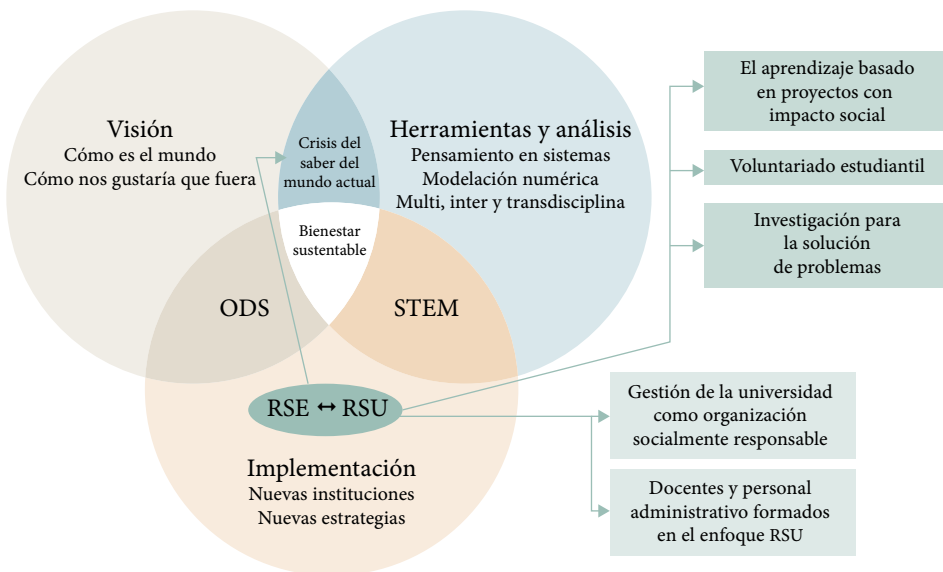 Visión
Cómo es el mundo
Cómo nos gustaría que fuera
Crisis del
saber del
mundo actual
Herramientas y análisis
Pensamiento en sistemas
Modelación numérica
Multi, inter y transdisciplina
Bienestar
sustentable
ODS
STEM
RSE ↔ RSU
Implementación
Nuevas instituciones
Nuevas estrategias
El aprendizaje basado
en proyectos con
impacto social
Voluntariado estudiantil
Investigación para
la solución
de problemas
Gestión de la universidad
como organización
socialmente responsable
Docentes y personal
administrativo formados
en el enfoque RSU